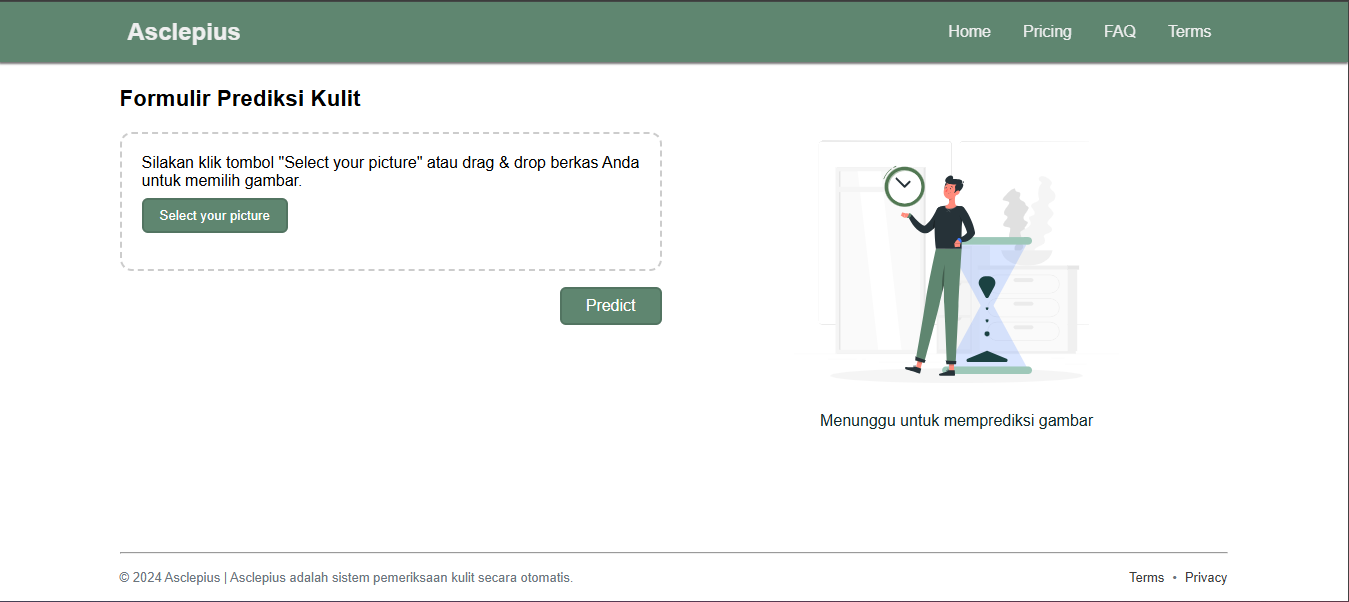 Asclepius
Home Pricing FAQ Terms
Formulir Prediksi Kulit
Silakan klik tombol "Select your picture" atau drag & drop berkas Anda
untuk memilih gambar.
Select your picture
Predict
Menunggu untuk memprediksi gambar
© 2024 Asclepius | Asclepius adalah sistem pemeriksaan kulit secara otomatis.
Terms • Privacy